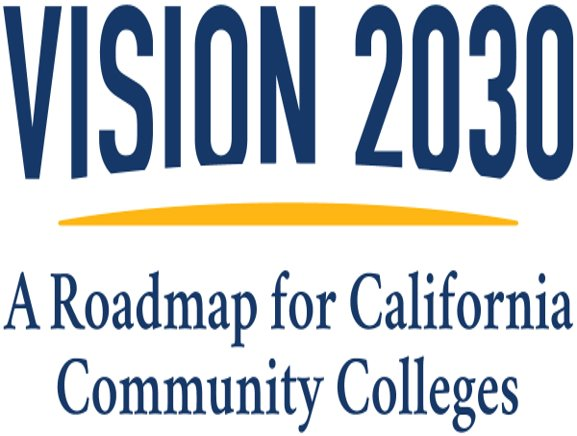 VISION 2030
A Roadmap for California
Community Colleges